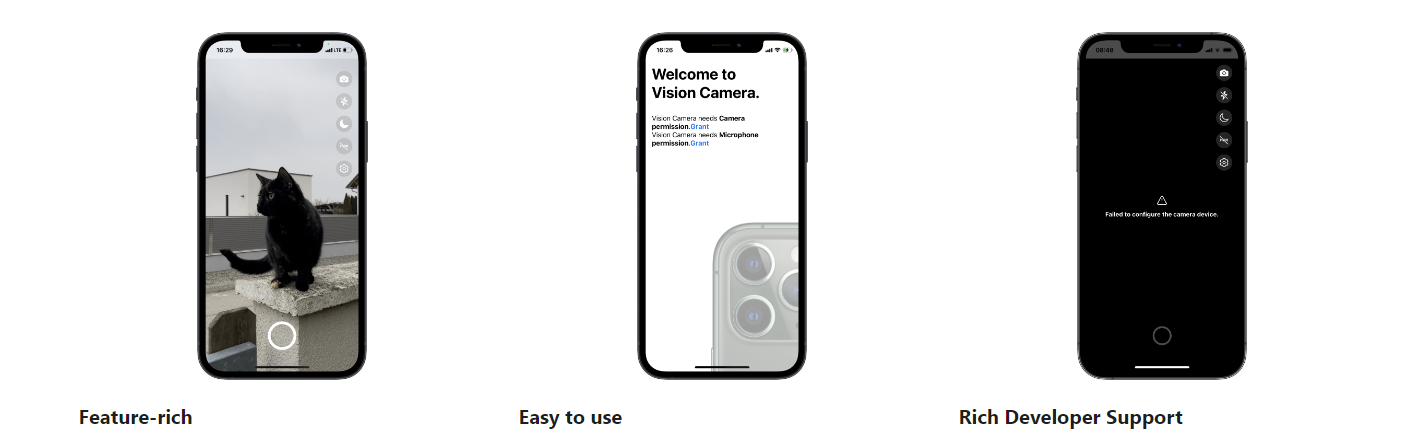 16:29
LTE
16:26
Welcome to
Vision Camera.
Vision Camera needs Camera
permission.Grant
Vision Camera needs Microphone
permission.Grant
08:48
Failed to configure the camera device.
Feature-rich
Easy to use
Rich Developer Support